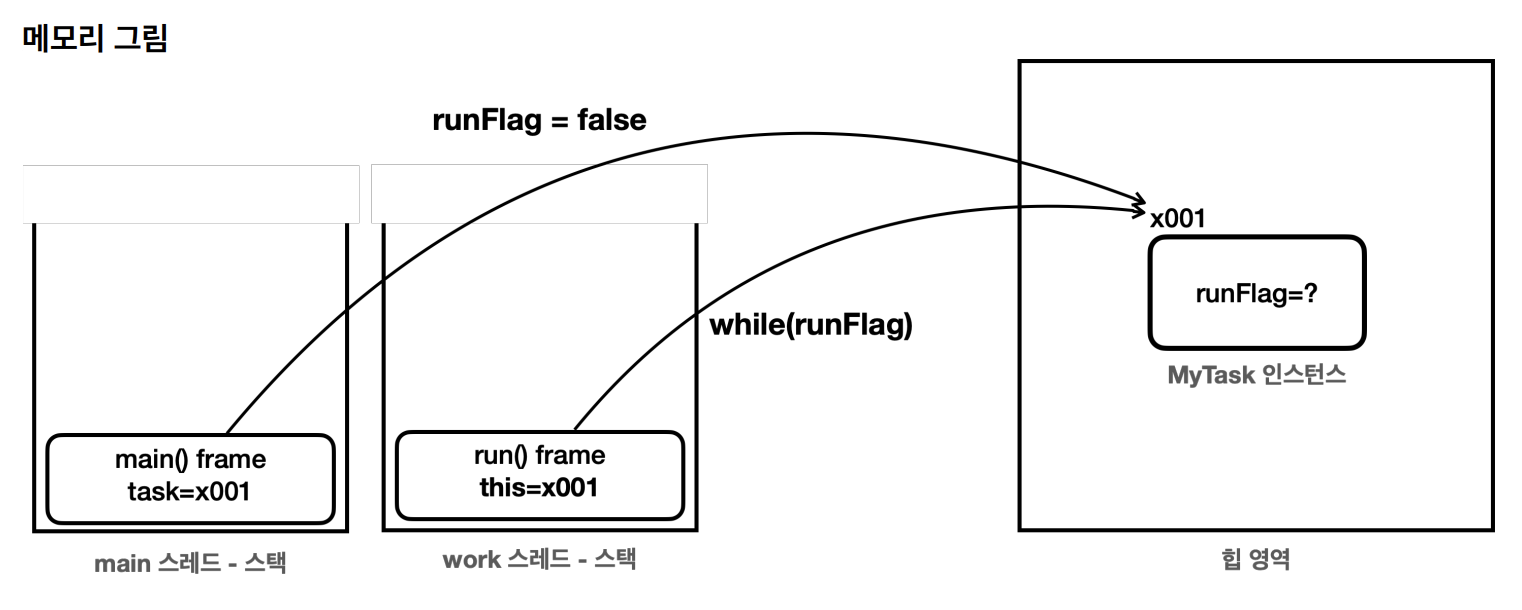 메모리 그림
runFlag = false
x001
runFlag=?
while(runFlag)
MyTask 인스턴스
main() frame
task=x001
run() frame
this=x001
main 스레드 - 스택
work 스레드 - 스택
힙 영역